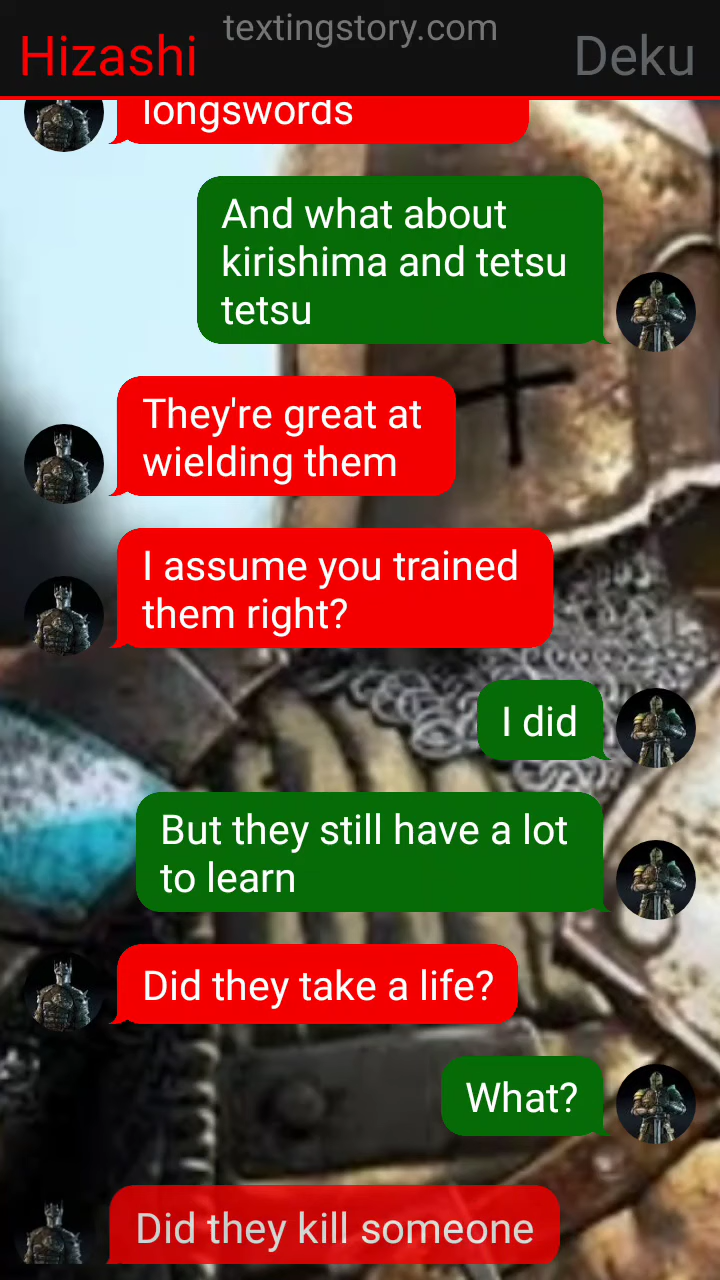 textingstory.com
Hizashi
Deku
longswords
And what about
kirishima and tetsu
tetsu
They're great at
wielding them
I assume you trained
them right?
I did
But they still have a lot
to learn
Did they take a life?
What?
Did they kill someone